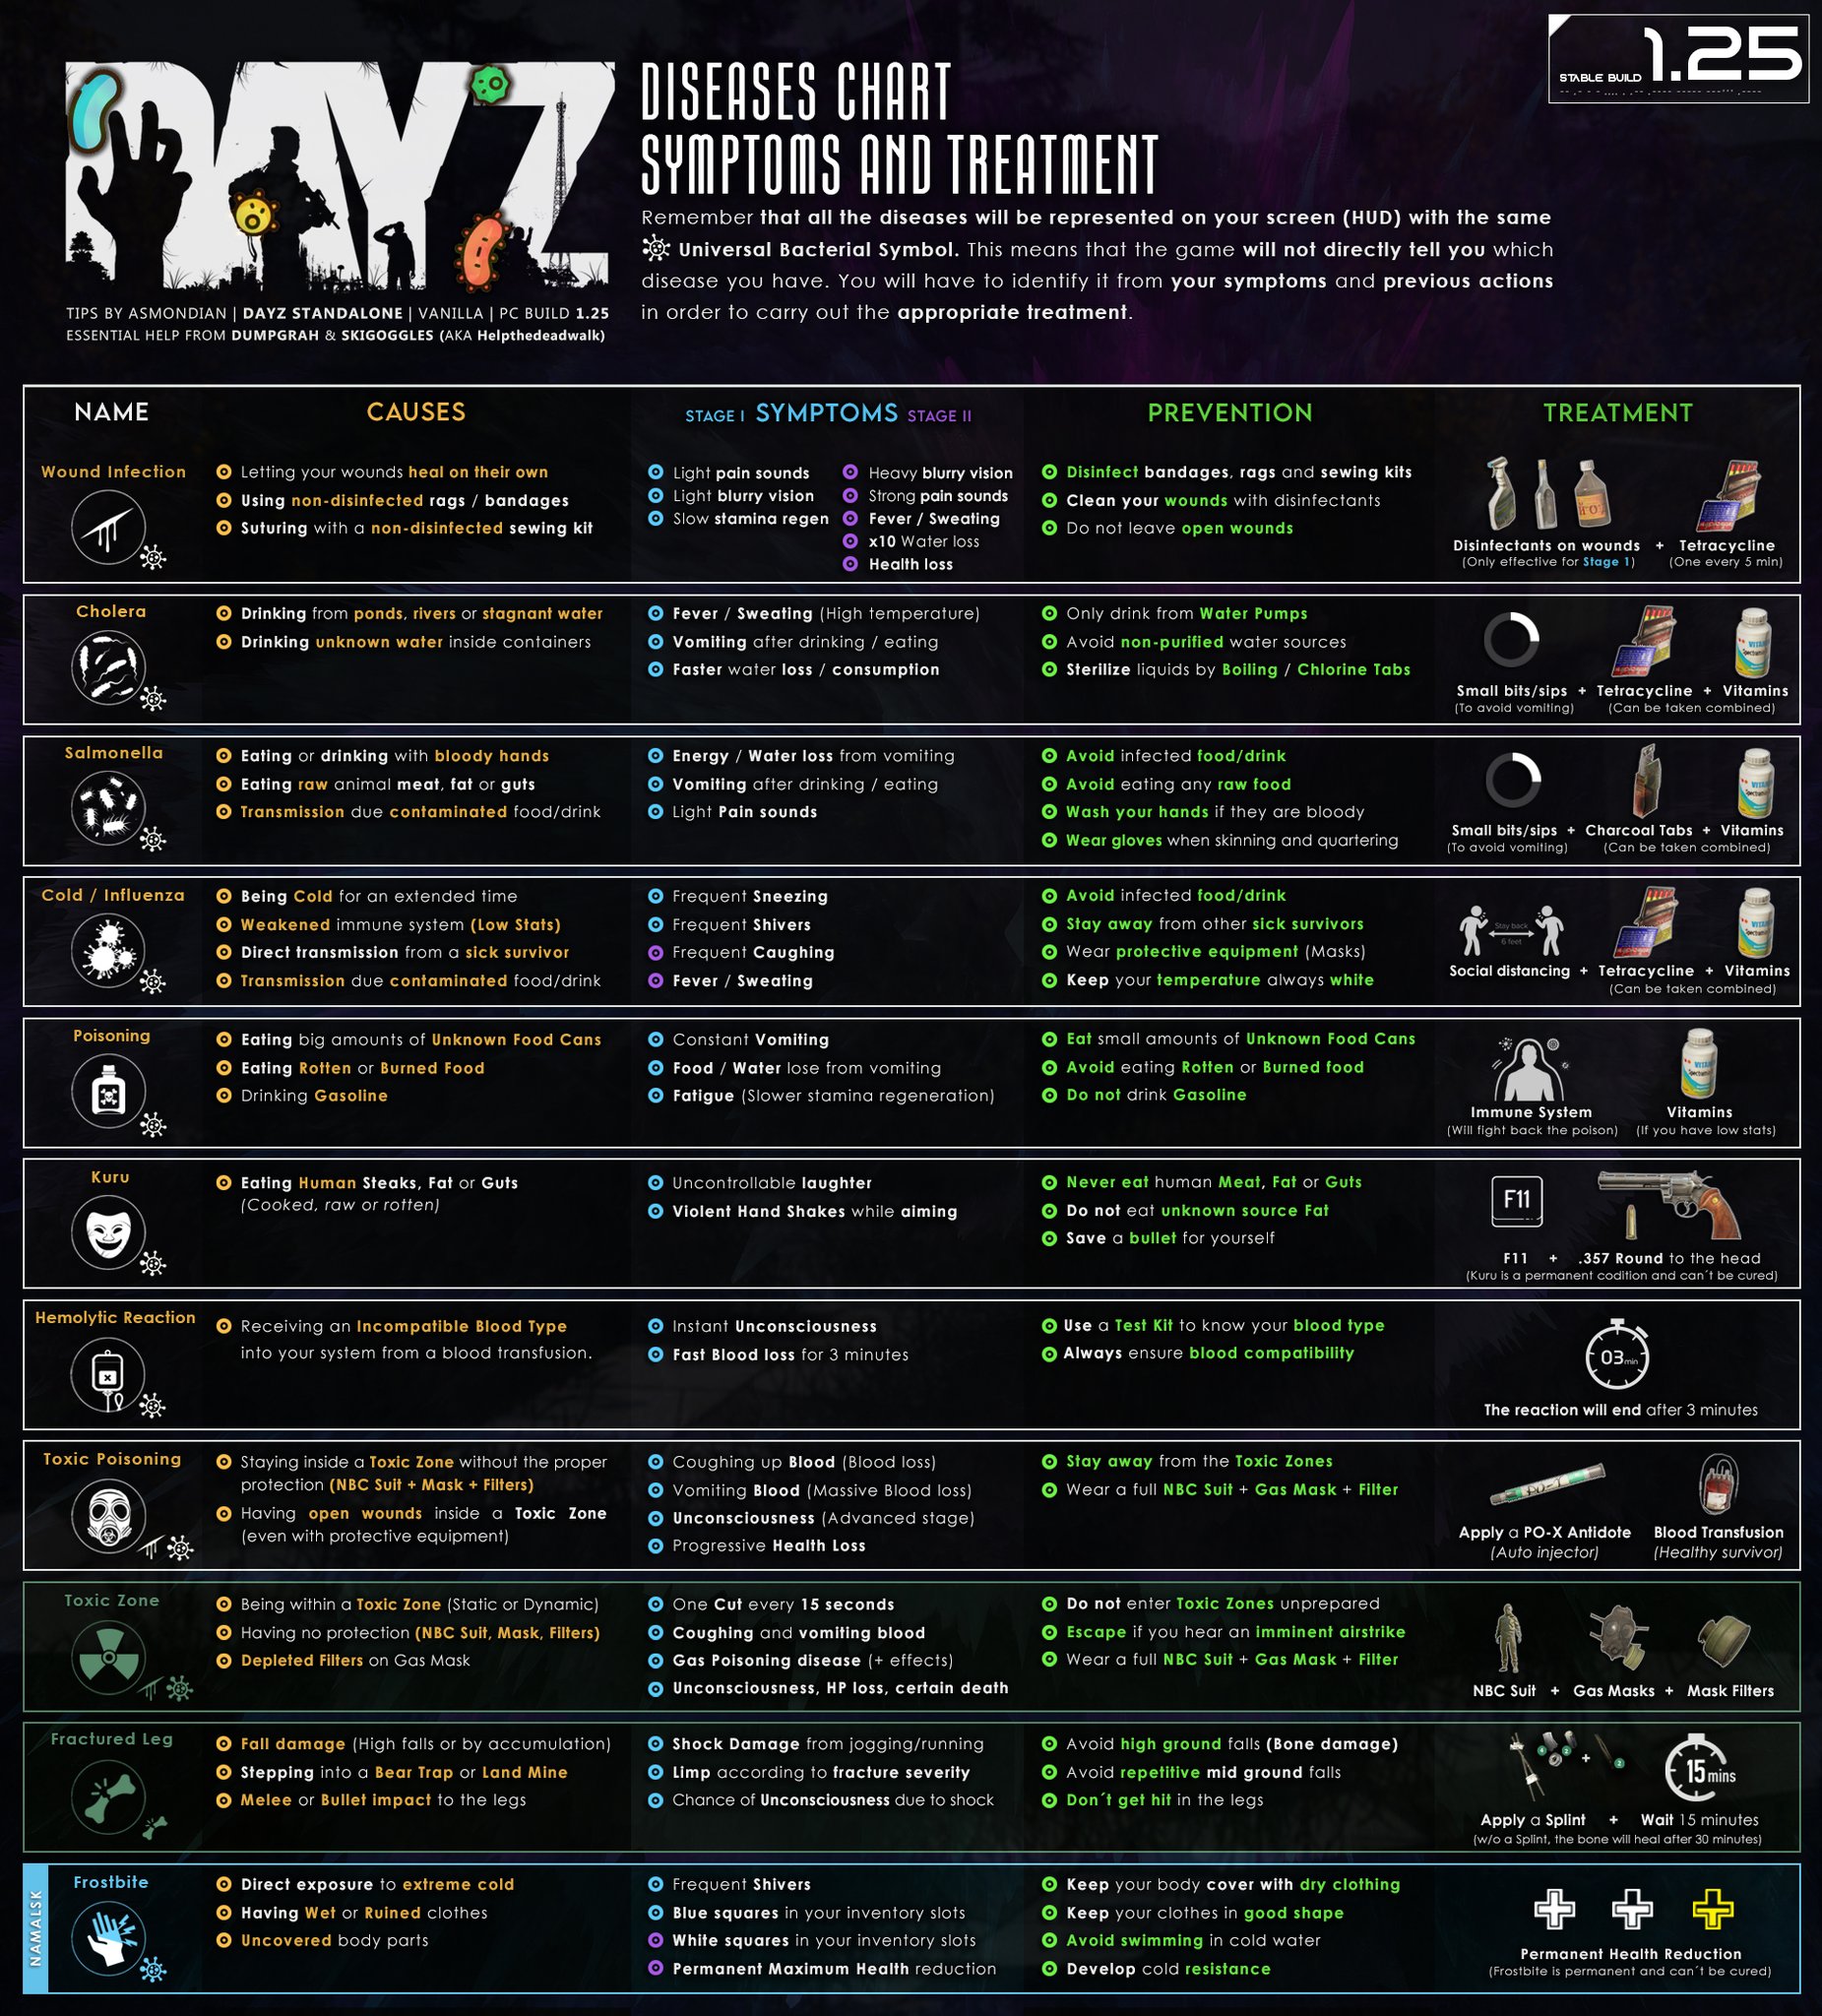 STABLE BUILD 1.25
DAYZ
DISEASES CHART
SYMPTOMS AND TREATMENT
Remember that all the diseases will be represented on your screen (HUD) with the same
Universal Bacterial Symbol. This means that the game will not directly tell you which
disease you have. You will have to identify it from your symptoms and previous actions
in order to carry out the appropriate treatment.
TIPS BY ASMONDIAN | DAYZ STANDALONE | VANILLA | PC BUILD 1.25
ESSENTIAL HELP FROM DUMPGRAH & SKIGOGGLES (AKA Helpthedeadwalk)
NAME
CAUSES
STAGE I SYMPTOMS STAGE II
PREVENTION
TREATMENT
Wound Infection
Letting your wounds heal on their own
Using non-disinfected rags / bandages
Suturing with a non-disinfected sewing kit
Light pain sounds
Light blurry vision
Slow stamina regen
Heavy blurry vision
Strong pain sounds
Fever / Sweating
x10 Water loss
Health loss
Disinfect bandages, rags and sewing kits
Clean your wounds with disinfectants
Do not leave open wounds
Disinfectants on wounds + Tetracycline
(Only effective for Stage 1) (One every 5 min)
Cholera
Drinking from ponds, rivers or stagnant water
Drinking unknown water inside containers
Fever / Sweating (High temperature)
Vomiting after drinking / eating
Faster water loss / consumption
Only drink from Water Pumps
Avoid non-purified water sources
Sterilize liquids by Boiling / Chlorine Tabs
Small bits/sips + Tetracycline + Vitamins
(To avoid vomiting) (Can be taken combined)
Salmonella
Eating or drinking with bloody hands
Eating raw animal meat, fat or guts
Transmission due contaminated food/drink
Energy / Water loss from vomiting
Vomiting after drinking / eating
Light Pain sounds
Avoid infected food/drink
Avoid eating any raw food
Wash your hands if they are bloody
Wear gloves when skinning and quartering
Small bits/sips + Charcoal Tabs + Vitamins
(To avoid vomiting) (Can be taken combined)
Cold / Influenza
Being Cold for an extended time
Weakened immune system (Low Stats)
Direct transmission from a sick survivor
Transmission due contaminated food/drink
Frequent Sneezing
Frequent Shivers
Frequent Caughing
Fever / Sweating
Avoid infected food/drink
Stay away from other sick survivors
Wear protective equipment (Masks)
Keep your temperature always white
Stay back
6 feet
Social distancing + Tetracycline + Vitamins
(Can be taken combined)
Poisoning
Eating big amounts of Unknown Food Cans
Eating Rotten or Burned Food
Drinking Gasoline
Constant Vomiting
Food / Water lose from vomiting
Fatigue (Slower stamina regeneration)
Eat small amounts of Unknown Food Cans
Avoid eating Rotten or Burned food
Do not drink Gasoline
Immune System Vitamins
(Will fight back the poison) (If you have low stats)
Kuru
Eating Human Steaks, Fat or Guts
(Cooked, raw or rotten)
Uncontrollable laughter
Violent Hand Shakes while aiming
Never eat human Meat, Fat or Guts
Do not eat unknown source Fat
Save a bullet for yourself
F11
F11 + .357 Round to the head
(Kuru is a permanent codition and can´t be cured)
Hemolytic Reaction
Receiving an Incompatible Blood Type
into your system from a blood transfusion.
Instant Unconsciousness
Fast Blood loss for 3 minutes
Use a Test Kit to know your blood type
Always ensure blood compatibility
03min
The reaction will end after 3 minutes
Toxic Poisoning
Staying inside a Toxic Zone without the proper
protection (NBC Suit + Mask + Filters)
Having open wounds inside a Toxic Zone
(even with protective equipment)
Coughing up Blood (Blood loss)
Vomiting Blood (Massive Blood loss)
Unconsciousness (Advanced stage)
Progressive Health Loss
Stay away from the Toxic Zones
Wear a full NBC Suit + Gas Mask + Filter
Apply a PO-X Antidote Blood Transfusion
(Auto injector) (Healthy survivor)
Toxic Zone
Being within a Toxic Zone (Static or Dynamic)
Having no protection (NBC Suit, Mask, Filters)
Depleted Filters on Gas Mask
One Cut every 15 seconds
Coughing and vomiting blood
Gas Poisoning disease (+ effects)
Unconsciousness, HP loss, certain death
Do not enter Toxic Zones unprepared
Escape if you hear an imminent airstrike
Wear a full NBC Suit + Gas Mask + Filter
NBC Suit + Gas Masks + Mask Filters
Fractured Leg
Fall damage (High falls or by accumulation)
Stepping into a Bear Trap or Land Mine
Melee or Bullet impact to the legs
Shock Damage from jogging/running
Limp according to fracture severity
Chance of Unconsciousness due to shock
Avoid high ground falls (Bone damage)
Avoid repetitive mid ground falls
Don´t get hit in the legs
+
15 mins
Apply a Splint + Wait 15 minutes
(w/o a Splint, the bone will heal after 30 minutes)
NAMALSK
Frostbite
Direct exposure to extreme cold
Having Wet or Ruined clothes
Uncovered body parts
Frequent Shivers
Blue squares in your inventory slots
White squares in your inventory slots
Permanent Maximum Health reduction
Keep your body cover with dry clothing
Keep your clothes in good shape
Avoid swimming in cold water
Develop cold resistance
Permanent Health Reduction
(Frostbite is permanent and can´t be cured)